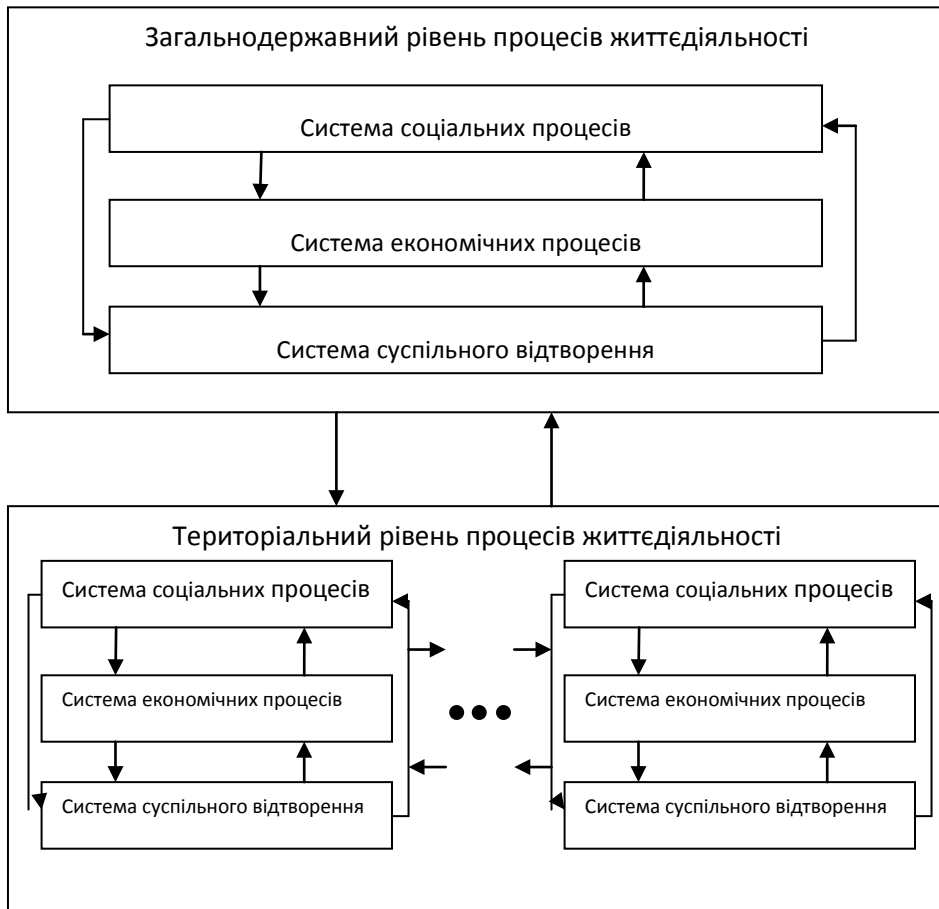 Загальнодержавний рівень процесів життєдіяльності
Система соціальних процесів
Система економічних процесів
Система суспільного відтворення
Територіальний рівень процесів життєдіяльності
Система соціальних процесів
Система економічних процесів
Система суспільного відтворення
Система соціальних процесів
Система економічних процесів
Система суспільного відтворення